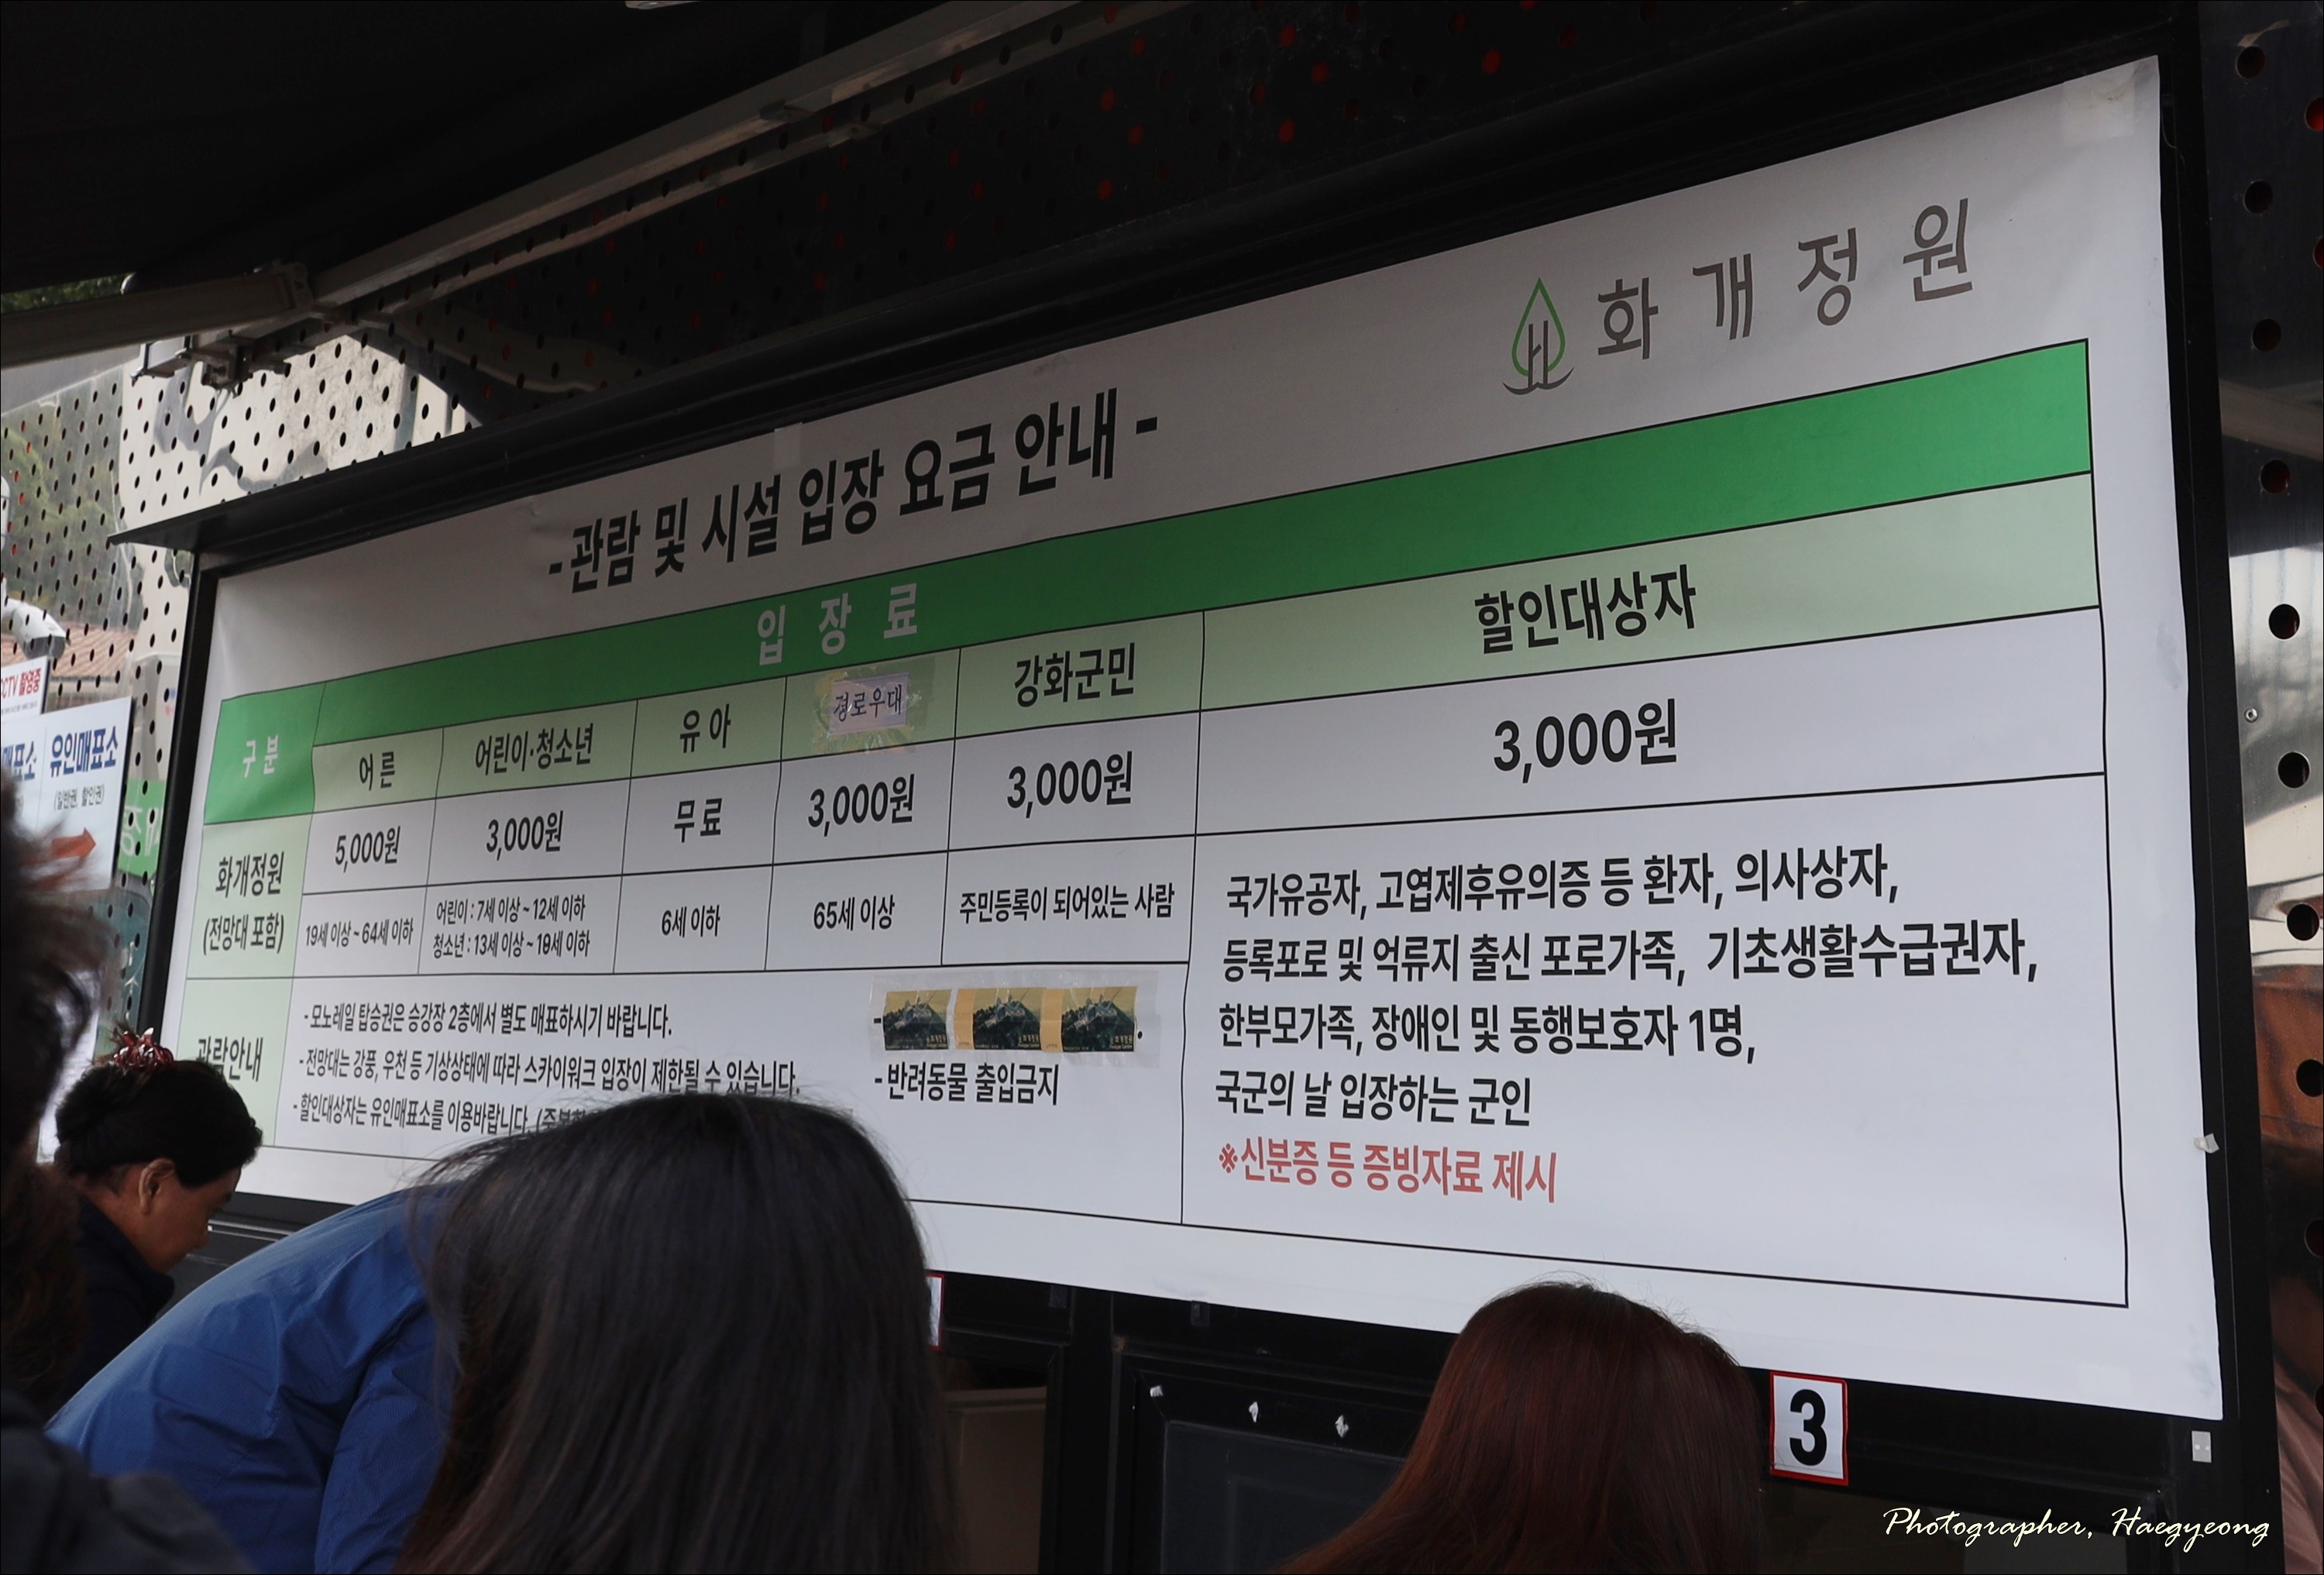 화개정원
- 관람 및 시설 입장 요금 안내 -
구분
입장료
어른
어린이·청소년
유아
경로우대
강화군민
할인대상자
화개정원
(전망대 포함)
5,000원
3,000원
무료
3,000원
3,000원
3,000원
19세 이상 ~ 64세 이하
어린이 : 7세 이상 ~ 12세 이하
청소년 : 13세 이상 ~ 18세 이하
6세 이하
65세 이상
주민등록이 되어있는 사람
국가유공자, 고엽제후유의증 등 환자, 의사상자,
등록포로 및 억류지 출신 포로가족, 기초생활수급권자,
한부모가족, 장애인 및 동행보호자 1명,
국군의 날 입장하는 군인
※신분증 등 증빙자료 제시
관람안내
- 모노레일 탑승권은 승강장 2층에서 별도 매표하시기 바랍니다.
- 전망대는 강풍, 우천 등 기상상태에 따라 스카이워크 입장이 제한될 수 있습니다.
- 할인대상자는 유인매표소를 이용바랍니다.
- 반려동물 출입금지
CCTV 촬영중
매표소
유인매표소
(일반권, 할인권)
3
Photographer, Haegyeong